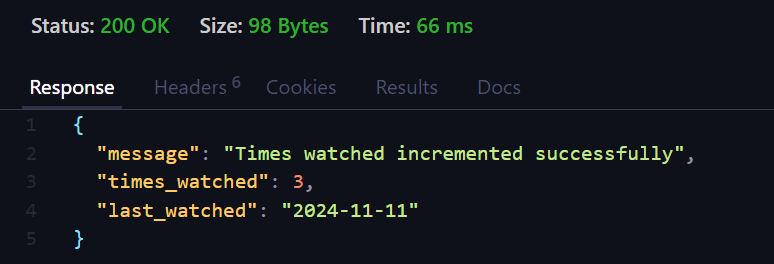 Status: 200 OK Size: 98 Bytes Time: 66 ms
Response Headers 6 Cookies Results Docs
1 {
2 "message": "Times watched incremented successfully",
3 "times_watched": 3,
4 "last_watched": "2024-11-11"
5 }